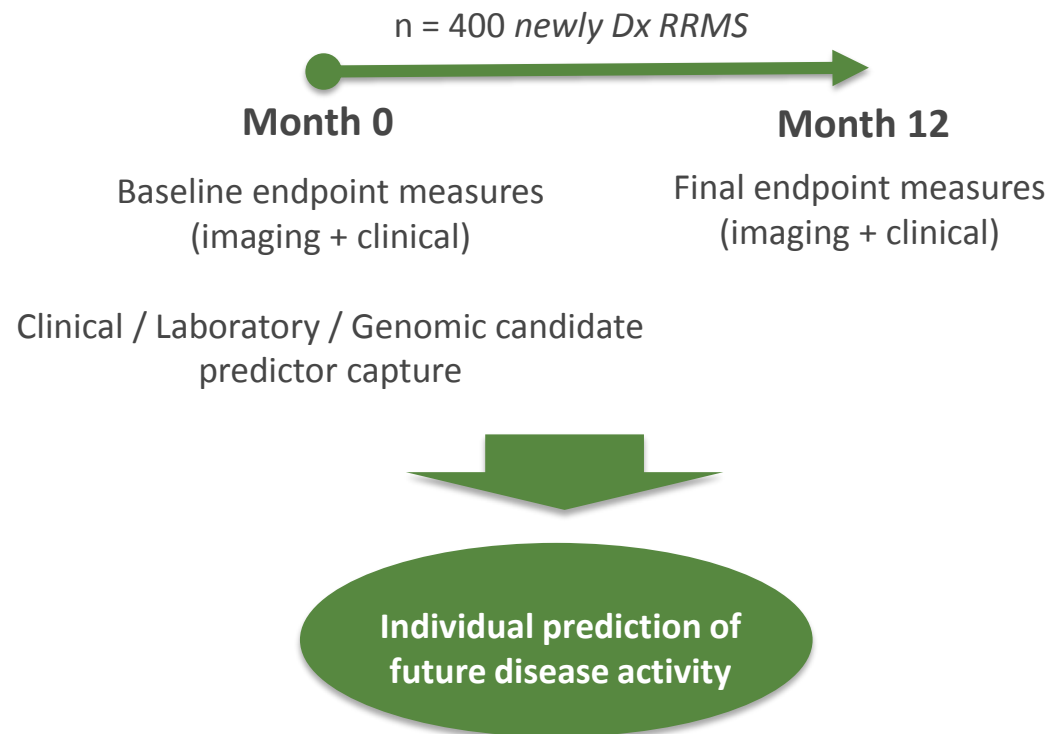 n = 400 newly Dx RRMS
Month 0
Month 12
Baseline endpoint measures
(imaging + clinical)
Final endpoint measures
(imaging + clinical)
Clinical / Laboratory / Genomic candidate
predictor capture
Individual prediction of
future disease activity